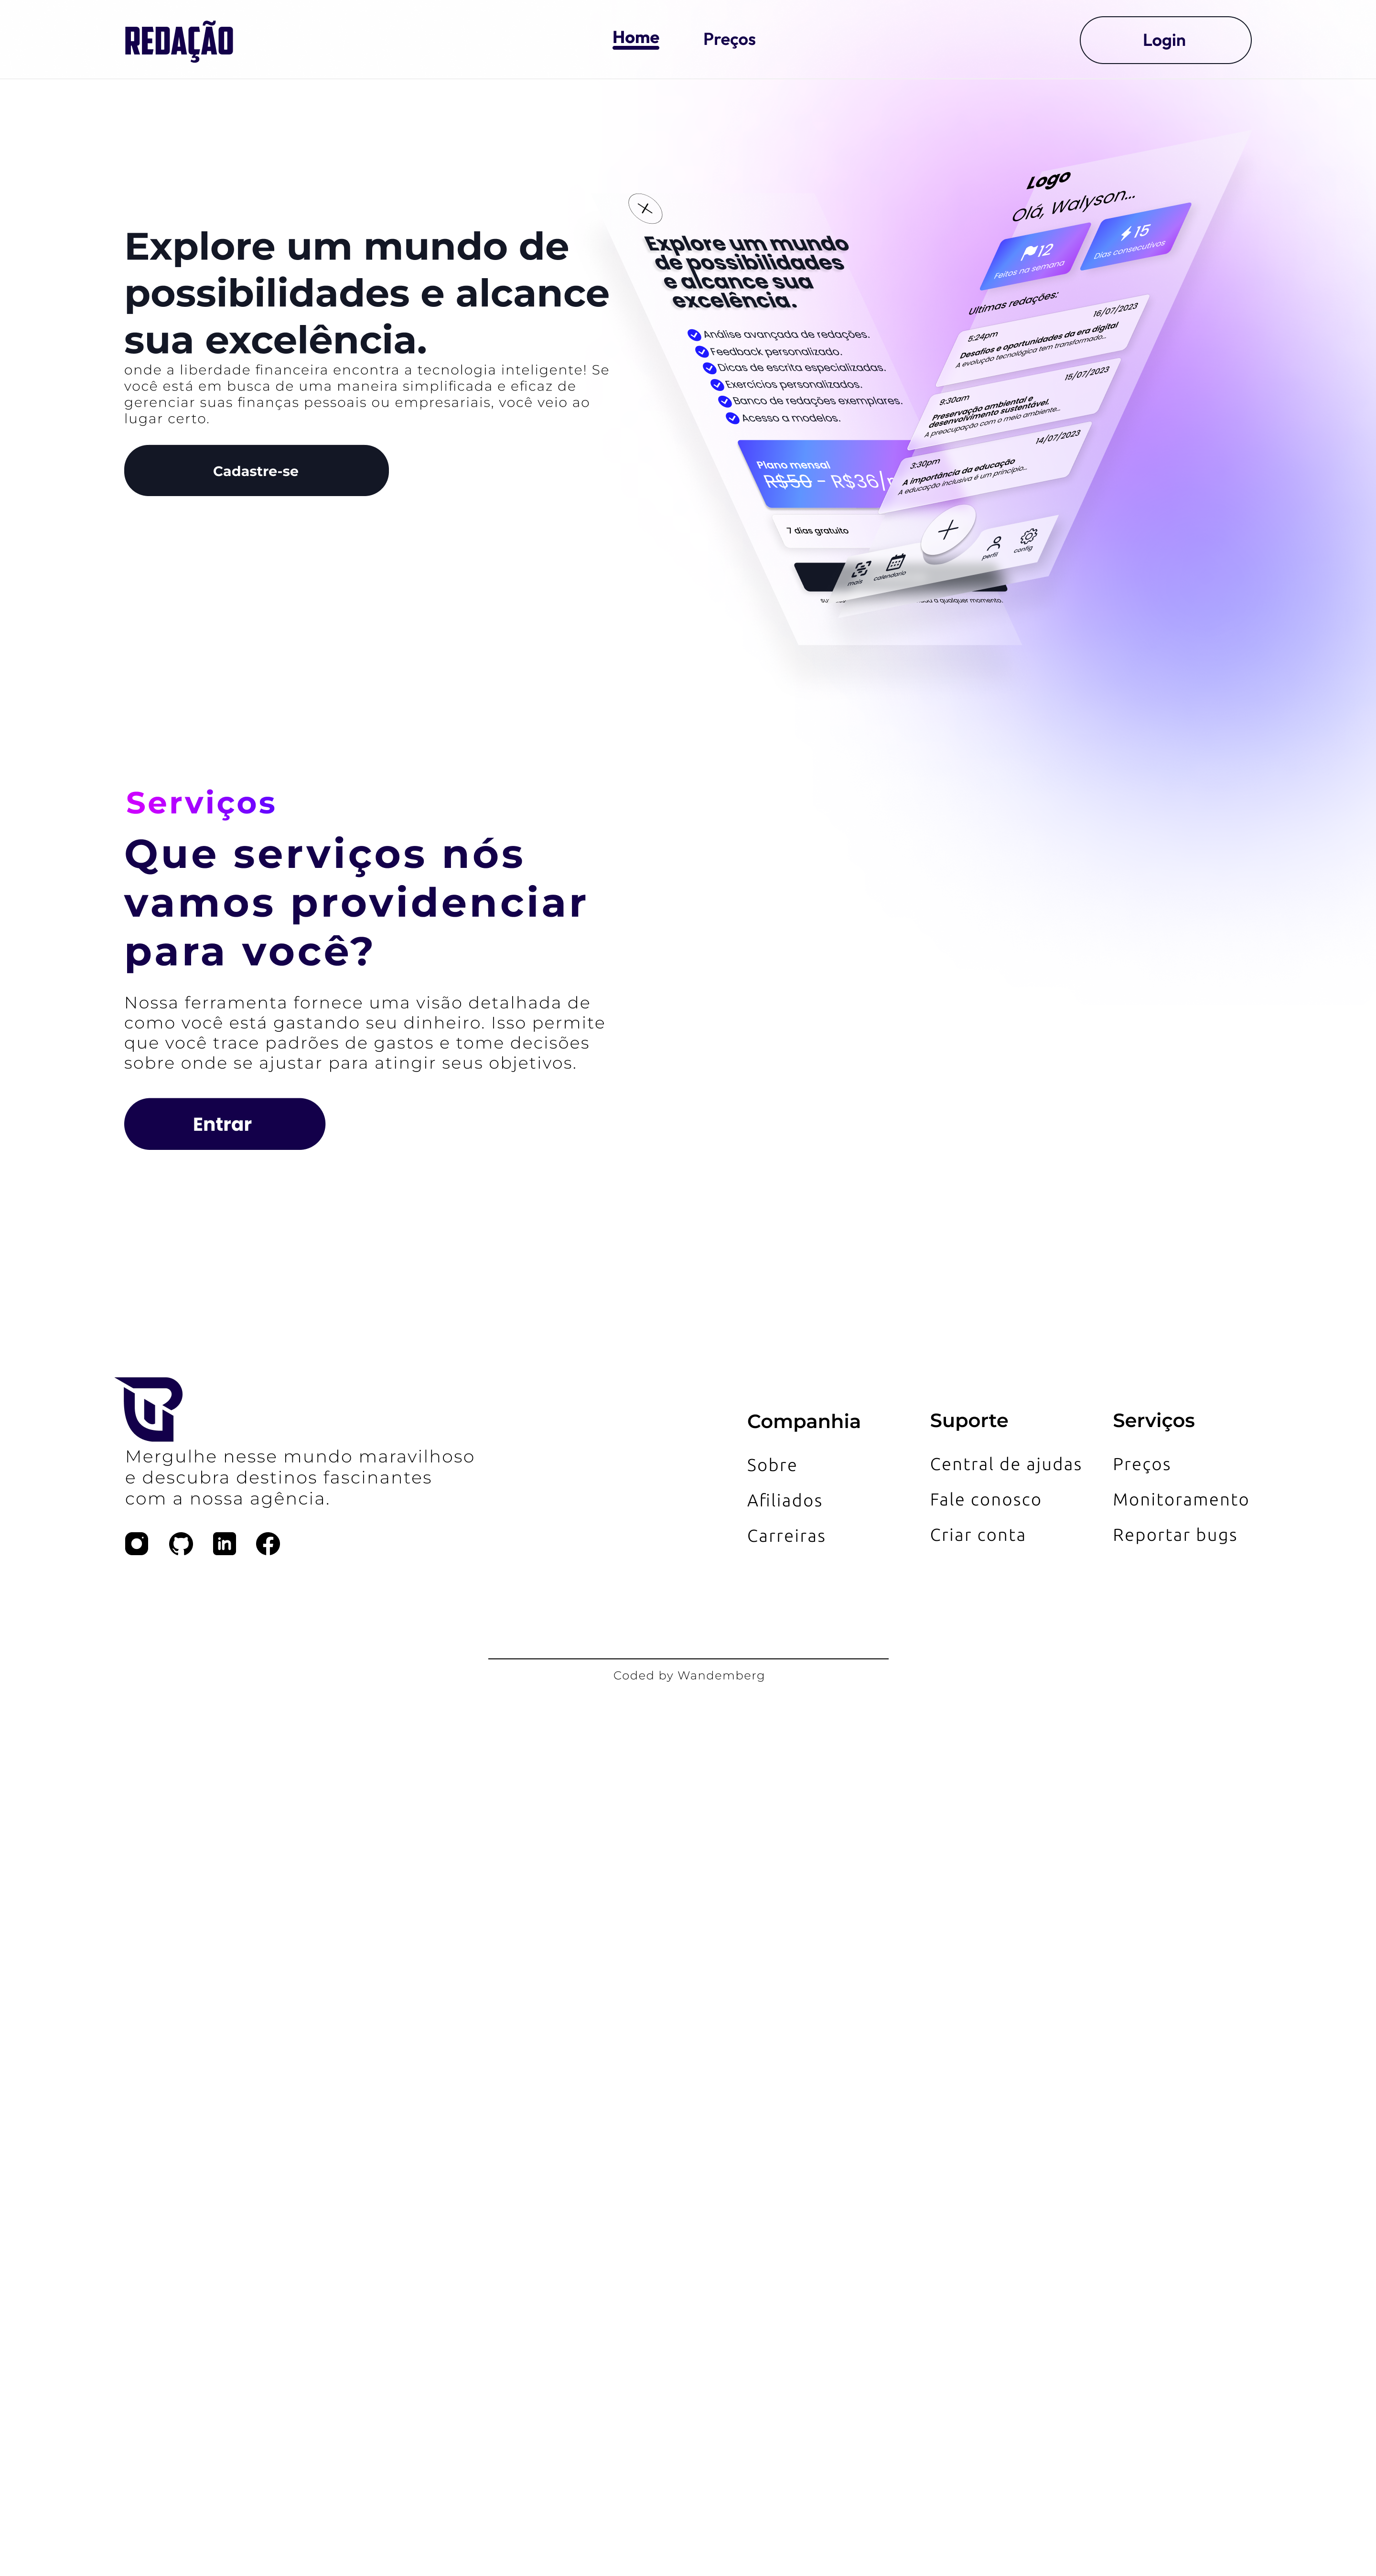 REDAÇÃO
Home
Preços
Login
Explore um mundo de
possibilidades e alcance
sua excelência.
onde a liberdade financeira encontra a tecnologia inteligente! Se
você está em busca de uma maneira simplificada e eficaz de
gerenciar suas finanças pessoais ou empresariais, você veio ao
lugar certo.
Cadastre-se
Explore um mundo
de possibilidades
e alcance sua
excelência.
Análise avançada de redações.
Feedback personalizado.
Dicas de escrita especializadas.
Exercícios personalizados.
Banco de redações exemplares.
Acesso a modelos.
Plano mensal
R$50 - R$36/
7 dias gratuito
a qualquer momento.
Logo
Olá, Walyson...
12
Feitos na semana
15
Dias consecutivos
Ultimas redações:
5:24pm
16/07/2023
Desafios e oportunidades da era digital
A evolução tecnológica tem transformado...
9:30am
15/07/2023
Preservação ambiental e
desenvolvimento sustentável.
A preocupação com o meio ambiente...
3:30pm
14/07/2023
A importância da educação
A educação inclusiva é um princípio...
mais
calendario
perfil
config
Serviços
Que serviços nós
vamos providenciar
para você?
Nossa ferramenta fornece uma visão detalhada de
como você está gastando seu dinheiro. Isso permite
que você trace padrões de gastos e tome decisões
sobre onde se ajustar para atingir seus objetivos.
Entrar
Mergulhe nesse mundo maravilhoso
e descubra destinos fascinantes
com a nossa agência.
in
Companhia
Sobre
Afiliados
Carreiras
Suporte
Central de ajudas
Fale conosco
Criar conta
Serviços
Preços
Monitoramento
Reportar bugs
Coded by Wandemberg